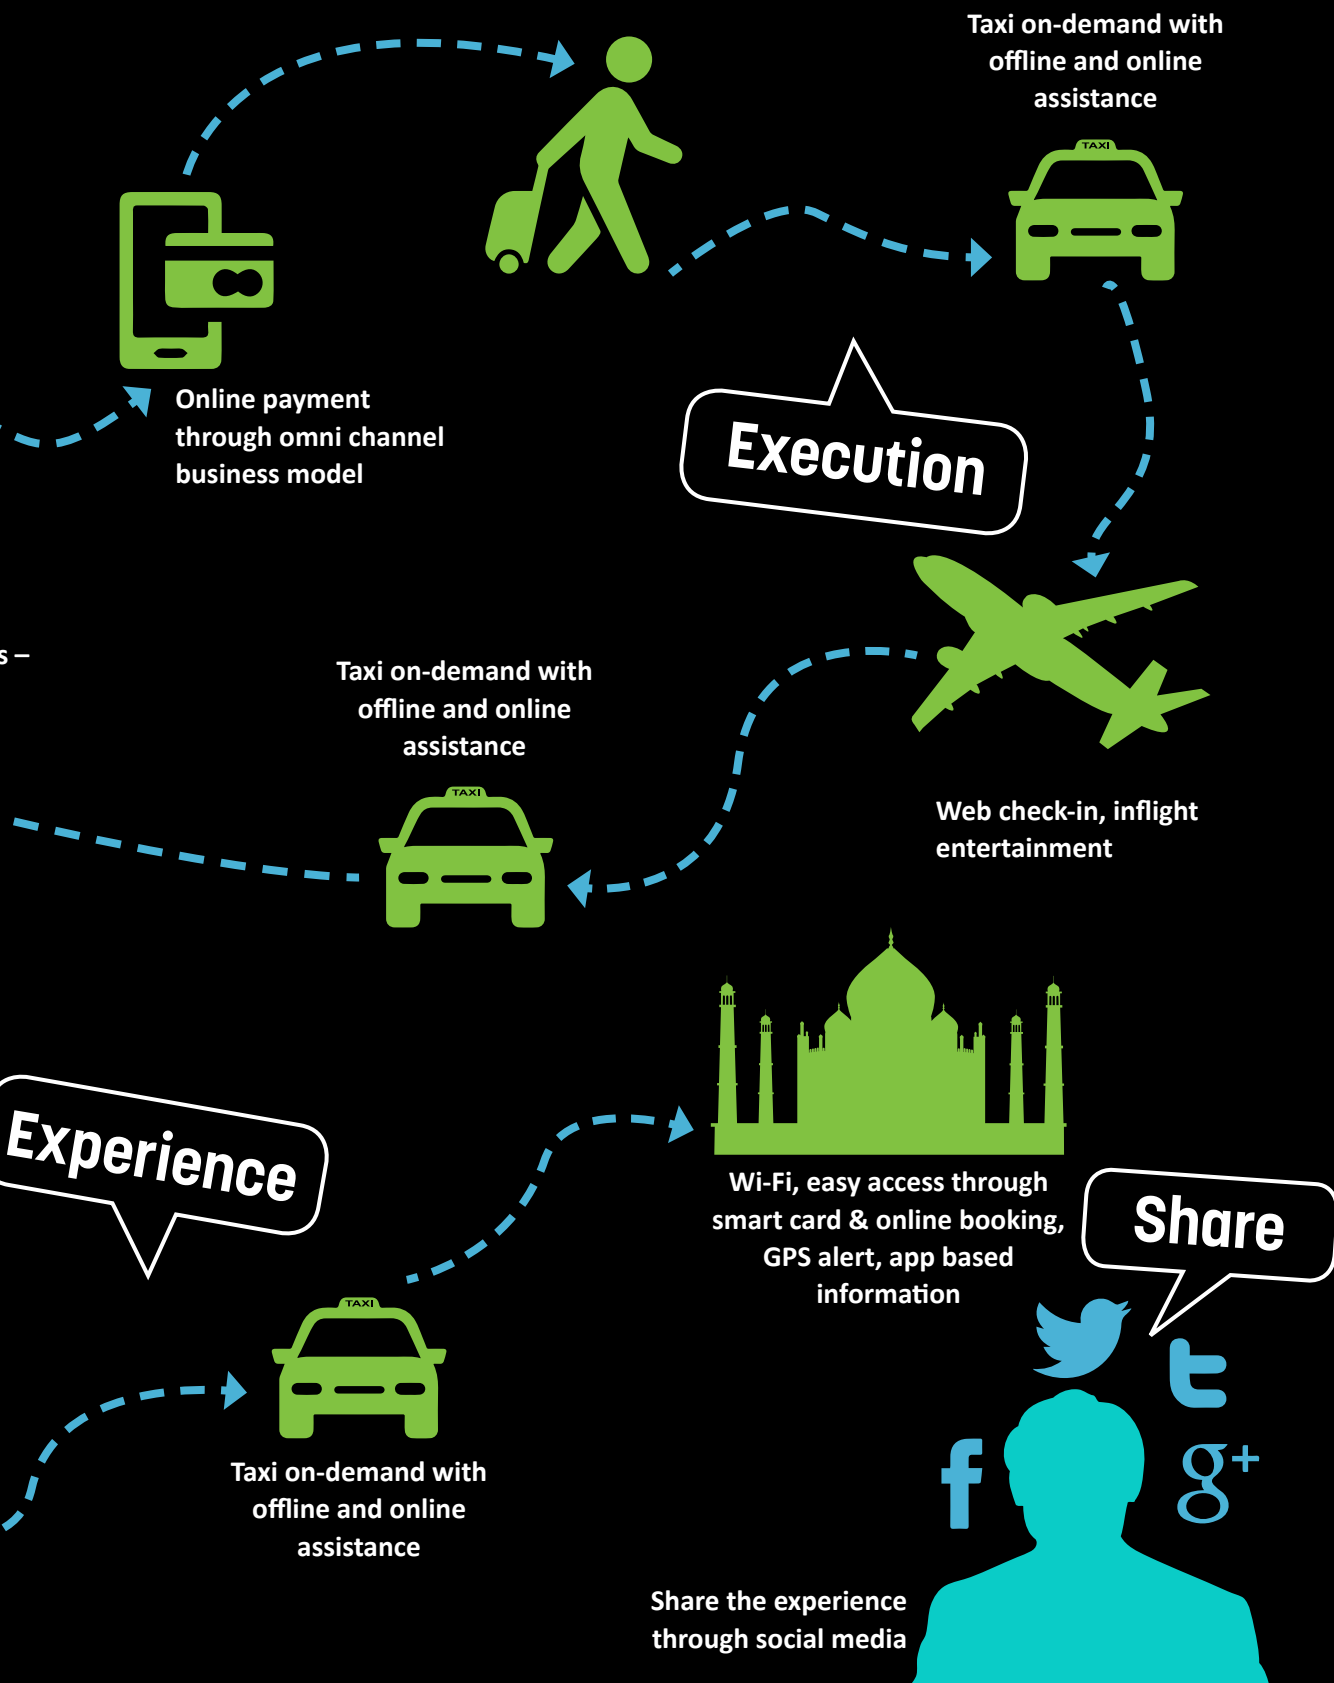 Taxi on-demand with
offline and online
assistance
TAXI
Online payment
through omni channel
business model
Execution
s –
Taxi on-demand with
offline and online
assistance
TAXI
Web check-in, inflight
entertainment
Experience
Wi-Fi, easy access through
smart card & online booking,
GPS alert, app based
information
Share
TAXI
Taxi on-demand with
offline and online
assistance
t
f
g+
Share the experience
through social media